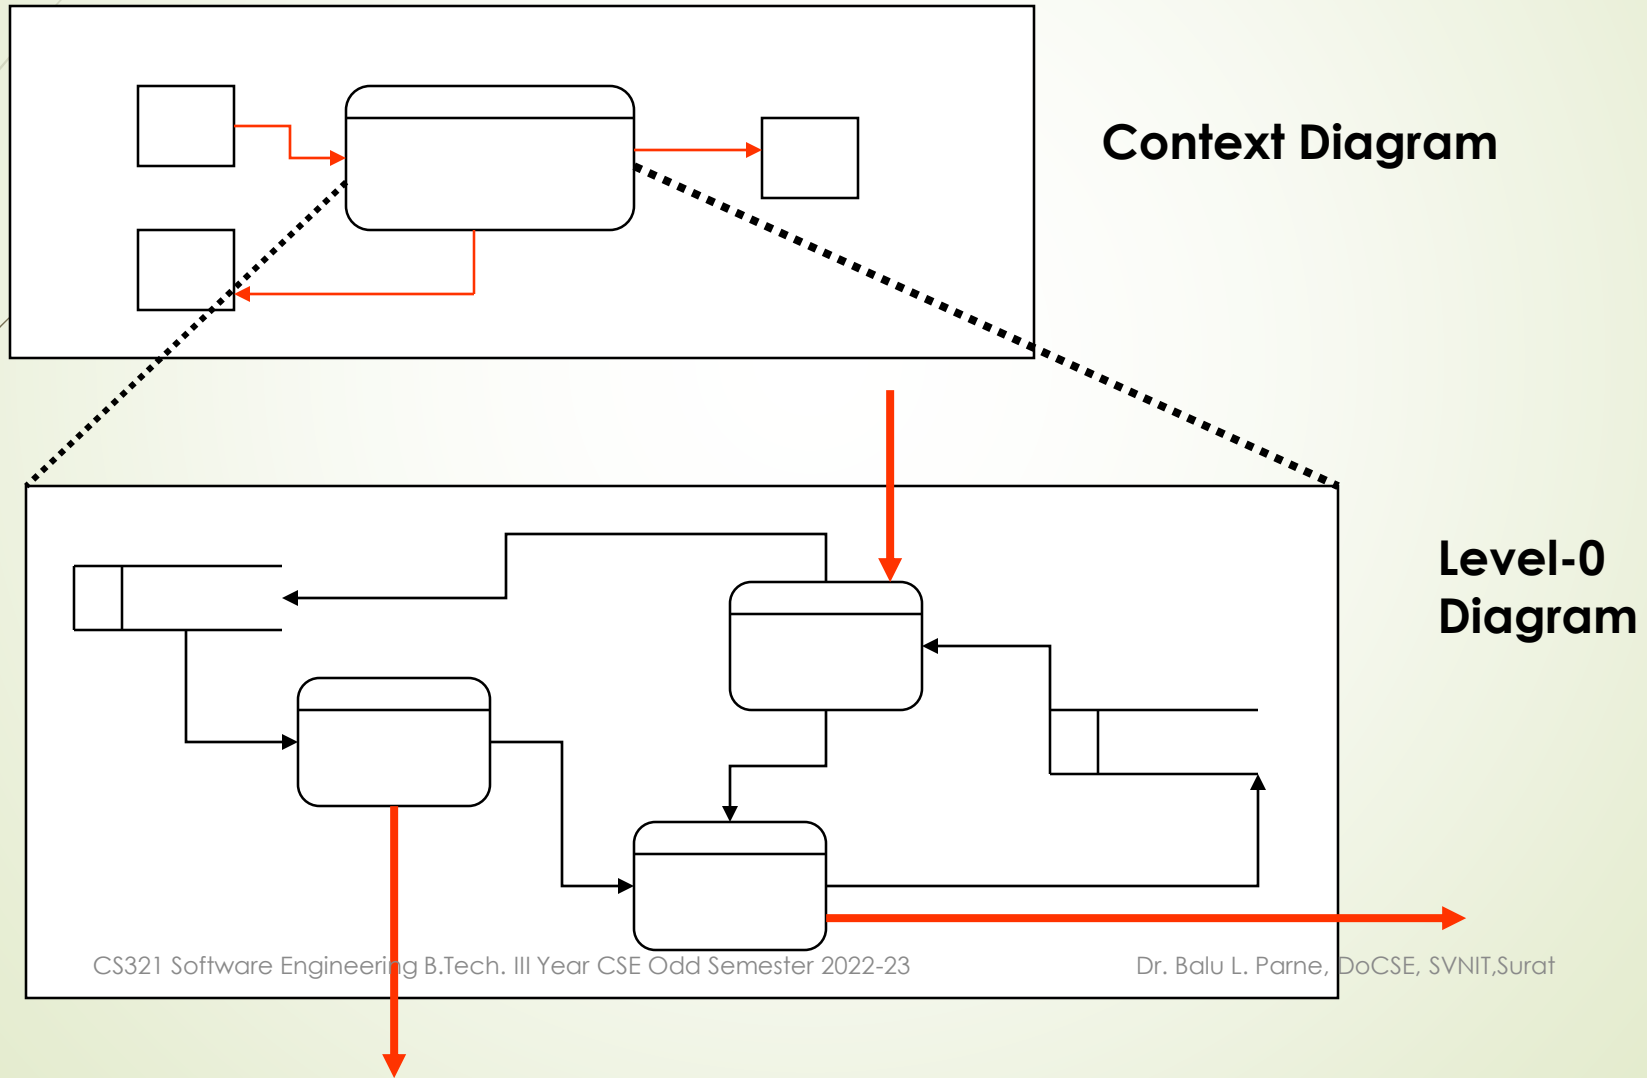 Context Diagram
Level-0
Diagram
CS321 Software Engineering B.Tech. III Year CSE Odd Semester 2022-23
Dr. Balu L. Parne, DoCSE, SVNIT,Surat